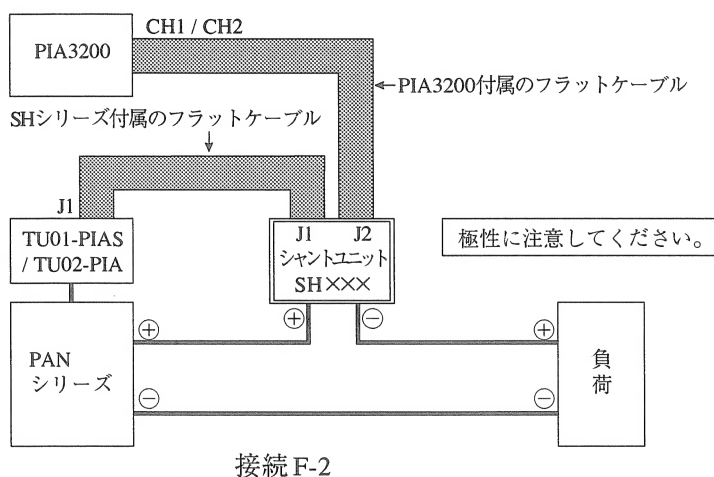 CH1 / CH2
PIA3200
←PIA3200付属のフラットケーブル
SHシリーズ付属のフラットケーブル
J1
TU01-PIAS
/ TU02-PIA
J1 J2
シャントユニット
SH×××
極性に注意してください。
⊕ ⊕ ⊖ ⊕
PAN
シリーズ
負荷
⊖ ⊖
接続 F-2